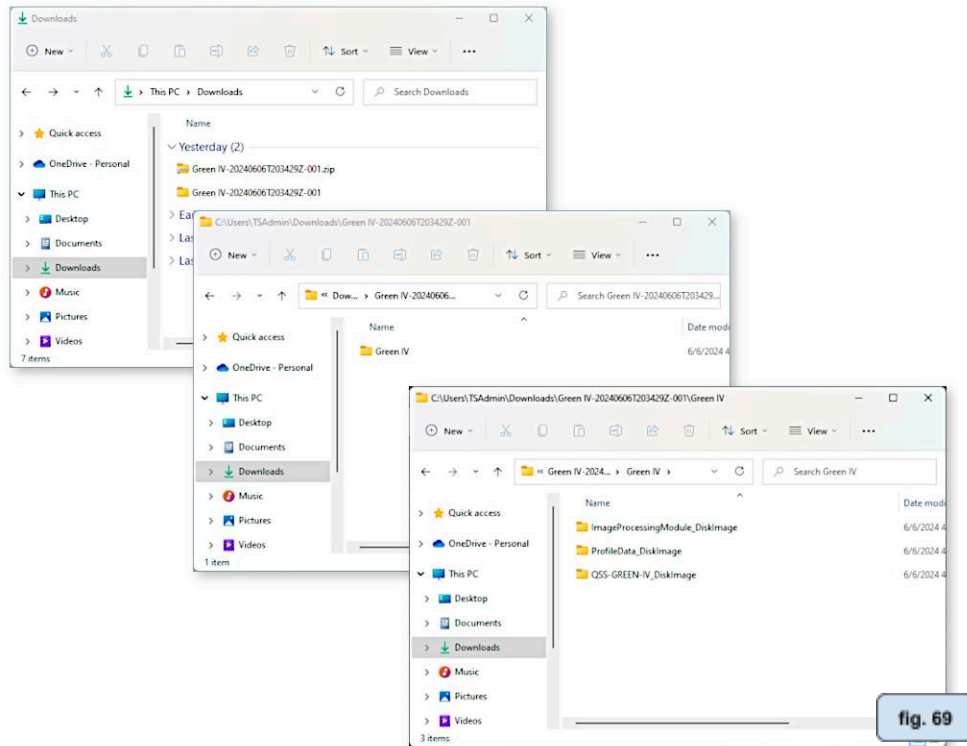 Downloads
New
Sort
View
This PC > Downloads
Search Downloads
Name
Quick access
Yesterday (2)
OneDrive - Personal
Green IV-20240606T203429Z-001.zip
This PC
Green IV-20240606T203429Z-001
Desktop
Ea
Documents
Las
Downloads
Las
Music
Pictures
Videos
7 items
C:\Users\TSAdmin\Downloads\Green IV-20240606T203429Z-001
New
Sort
View
« Dow... > Green IV-20240606...
Search Green IV-20240606T203429...
Name
Date mod
Quick access
Green IV
6/6/2024 4
OneDrive - Personal
This PC
Desktop
Documents
Downloads
Music
Pictures
Videos
1 item
C:\Users\TSAdmin\Downloads\Green IV-20240606T203429Z-001\Green IV
New
Sort
View
« Green IV-2024... > Green IV >
Search Green IV
Name
Date mod
Quick access
ImageProcessingModule_DiskImage
6/6/2024 4
OneDrive - Personal
ProfileData_DiskImage
6/6/2024 4
This PC
QSS-GREEN-IV_DiskImage
6/6/2024 4
Desktop
Documents
Downloads
Music
Pictures
Videos
3 items
fig. 69